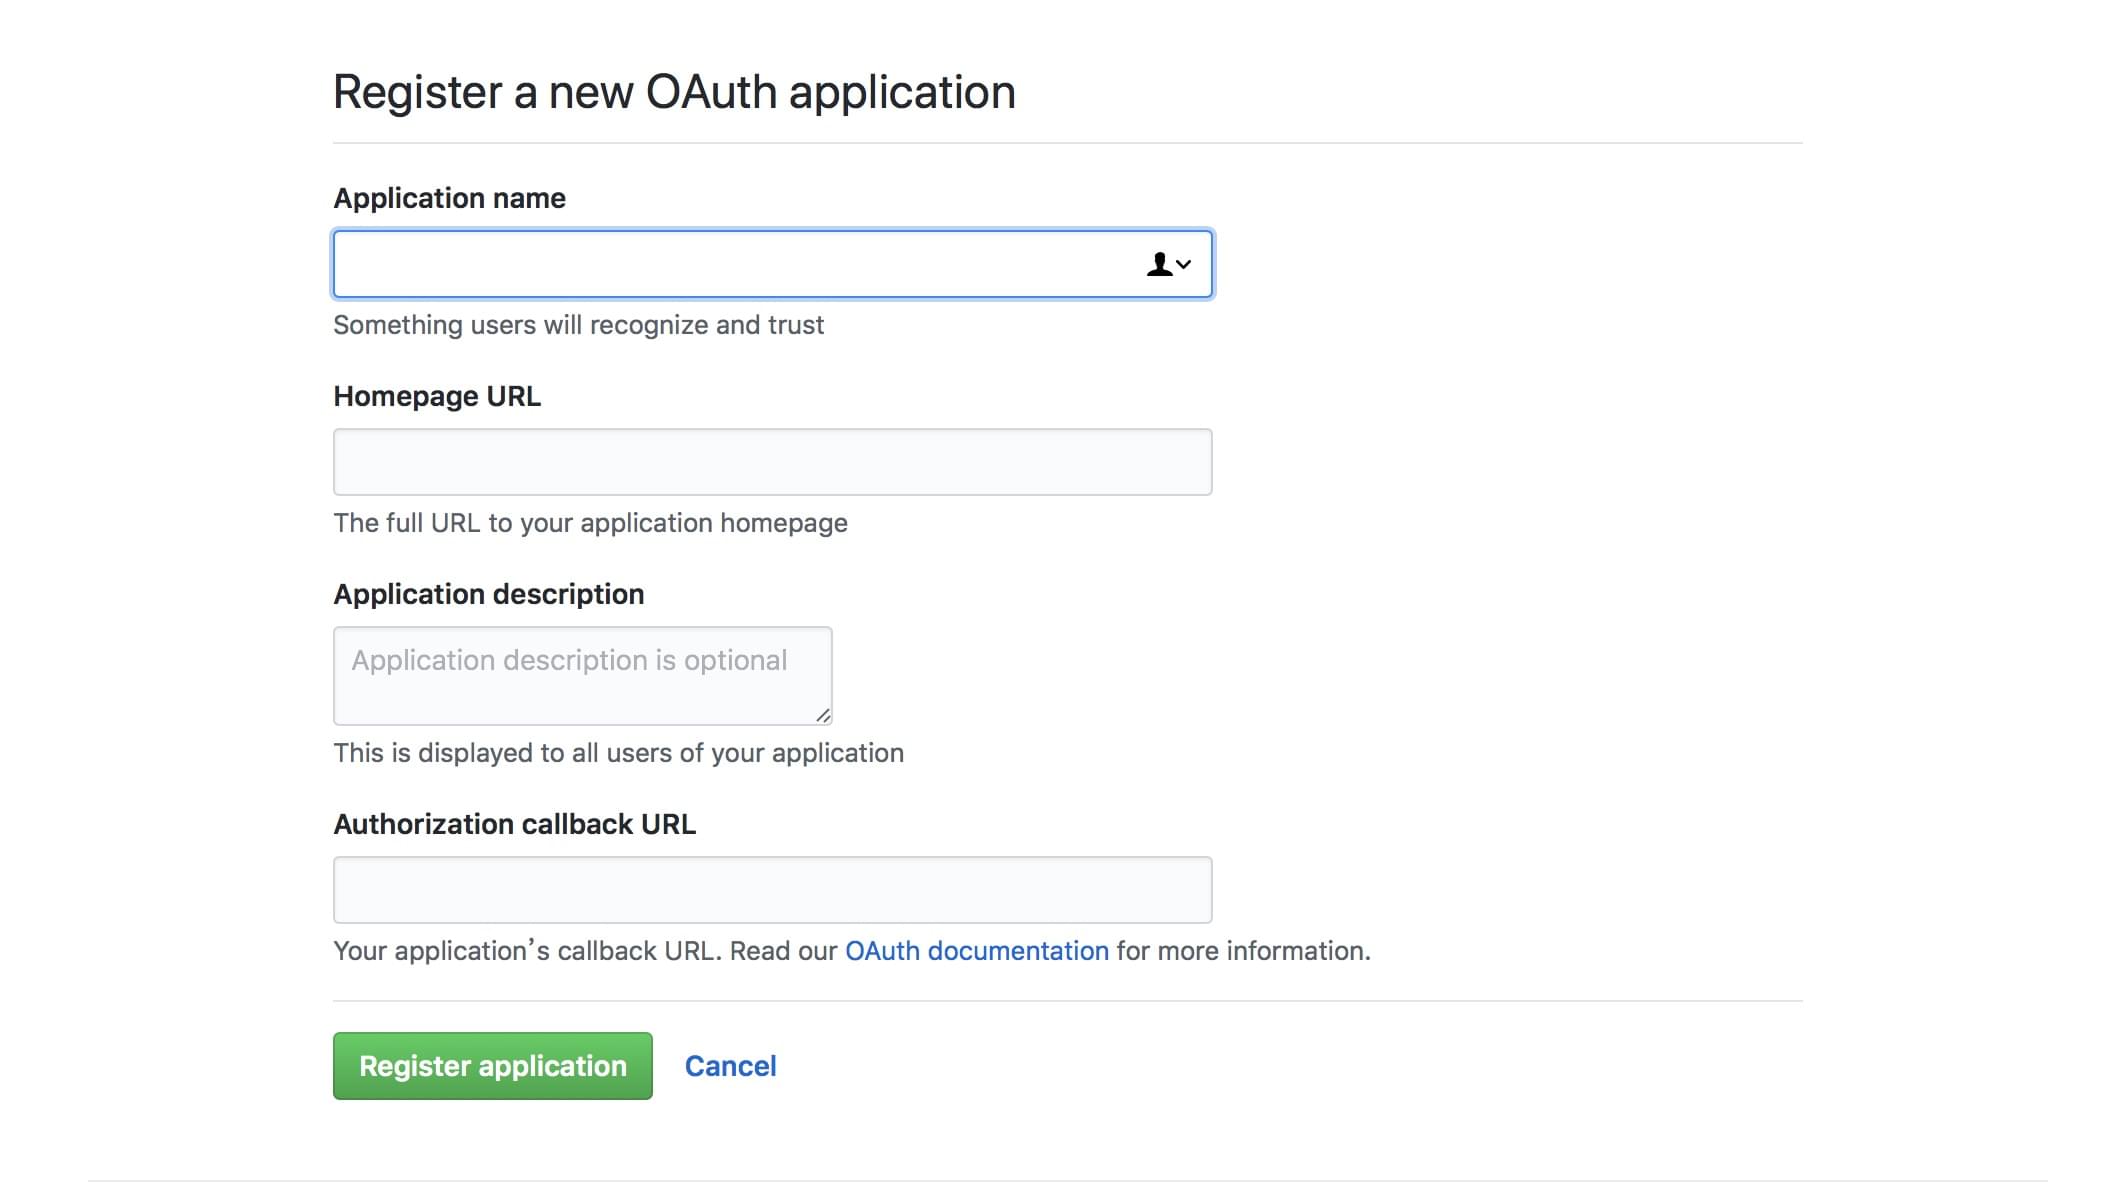 Register a new OAuth application
Application name
Something users will recognize and trust
Homepage URL
The full URL to your application homepage
Application description
Application description is optional
This is displayed to all users of your application
Authorization callback URL
Your application’s callback URL. Read our OAuth documentation for more information.
Register application Cancel